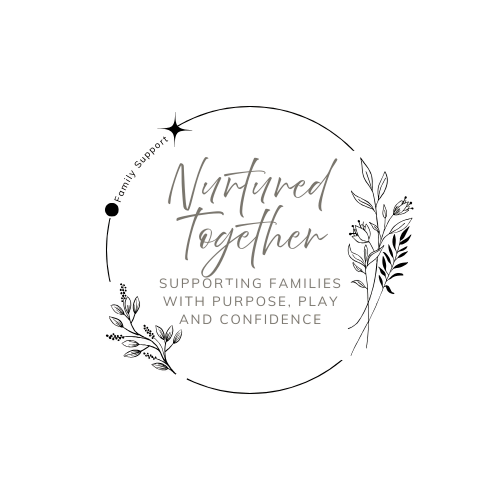 Family Support
Nurtured
Together
SUPPORTING FAMILIES
WITH PURPOSE, PLAY
AND CONFIDENCE